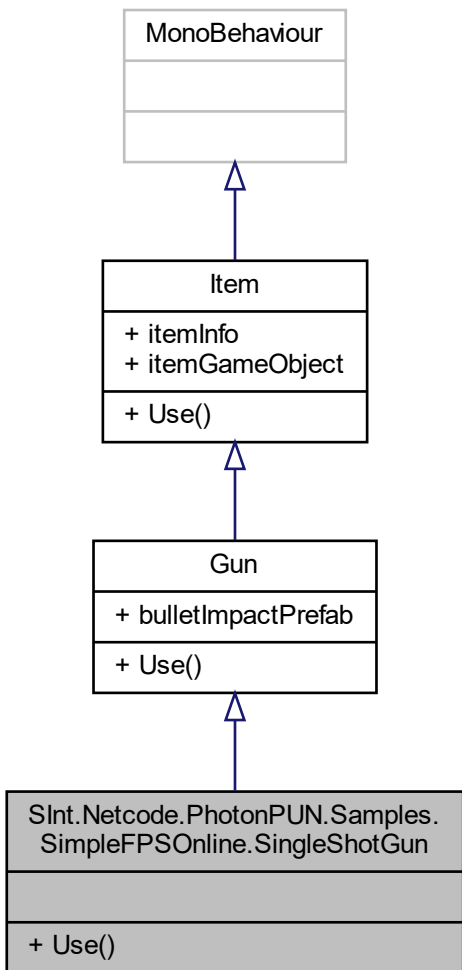 MonoBehaviour
Item
+ itemInfo
+ itemGameObject
+ Use()
Gun
+ bulletImpactPrefab
+ Use()
SInt.Netcode.PhotonPUN.Samples.
SimpleFPSOnline.SingleShotGun
+ Use()